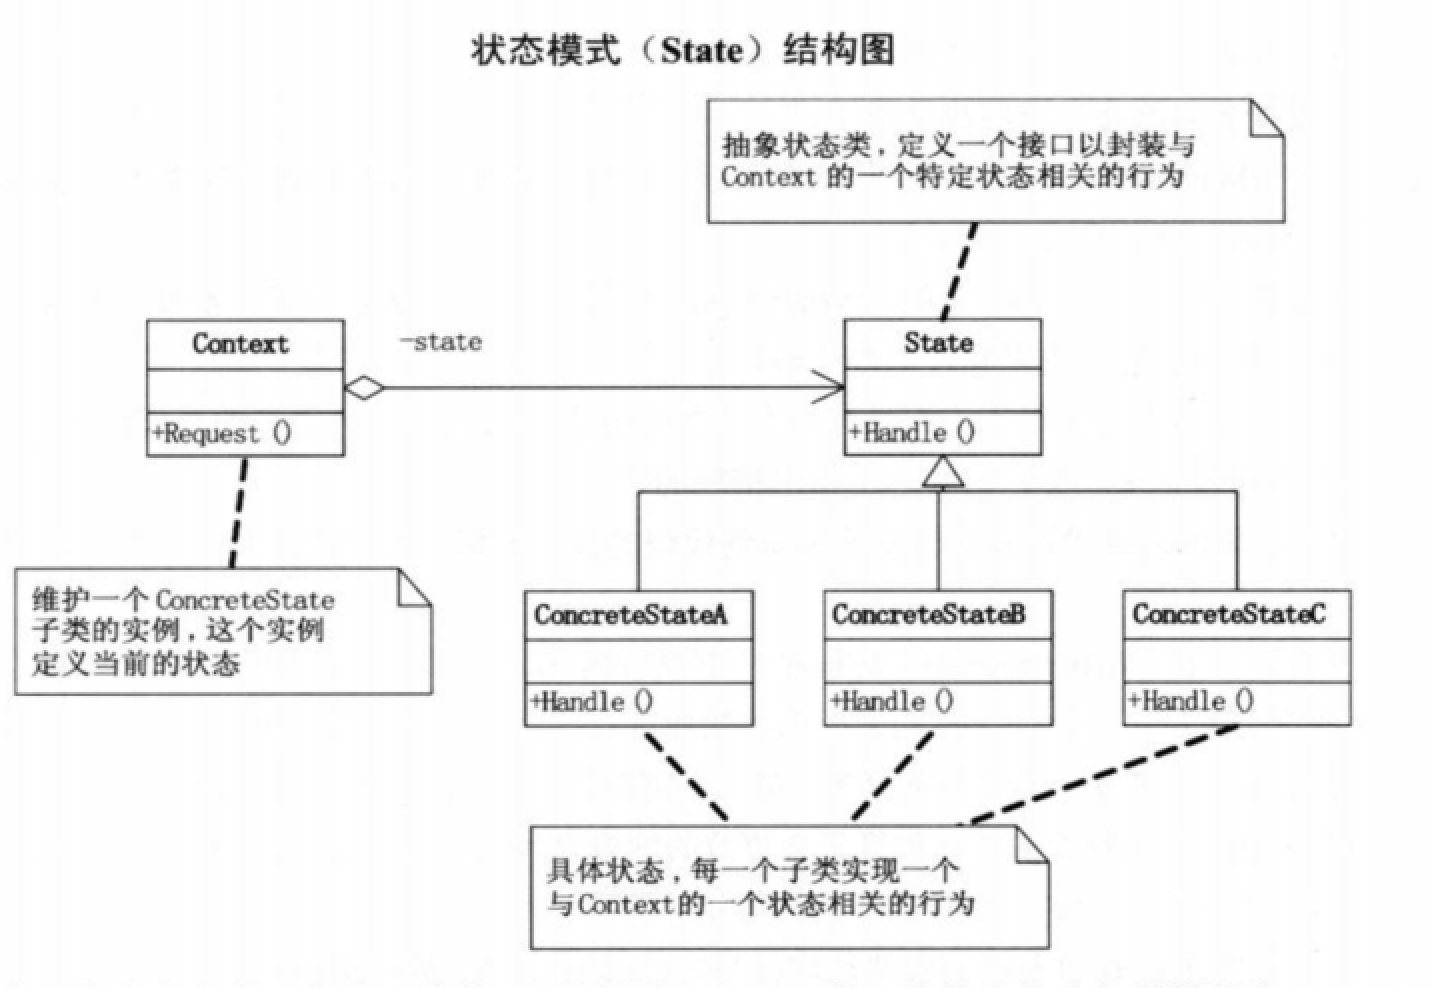 状态模式（State）结构图
抽象状态类，定义一个接口以封装与
Context 的一个特定状态相关的行为
Context
-state
State
+Request ()
+Handle ()
维护一个 ConcreteState
子类的实例，这个实例
定义当前的状态
ConcreteStateA
ConcreteStateB
ConcreteStateC
+Handle ()
+Handle ()
+Handle ()
具体状态，每一个子类实现一个
与Context的一个状态相关的行为